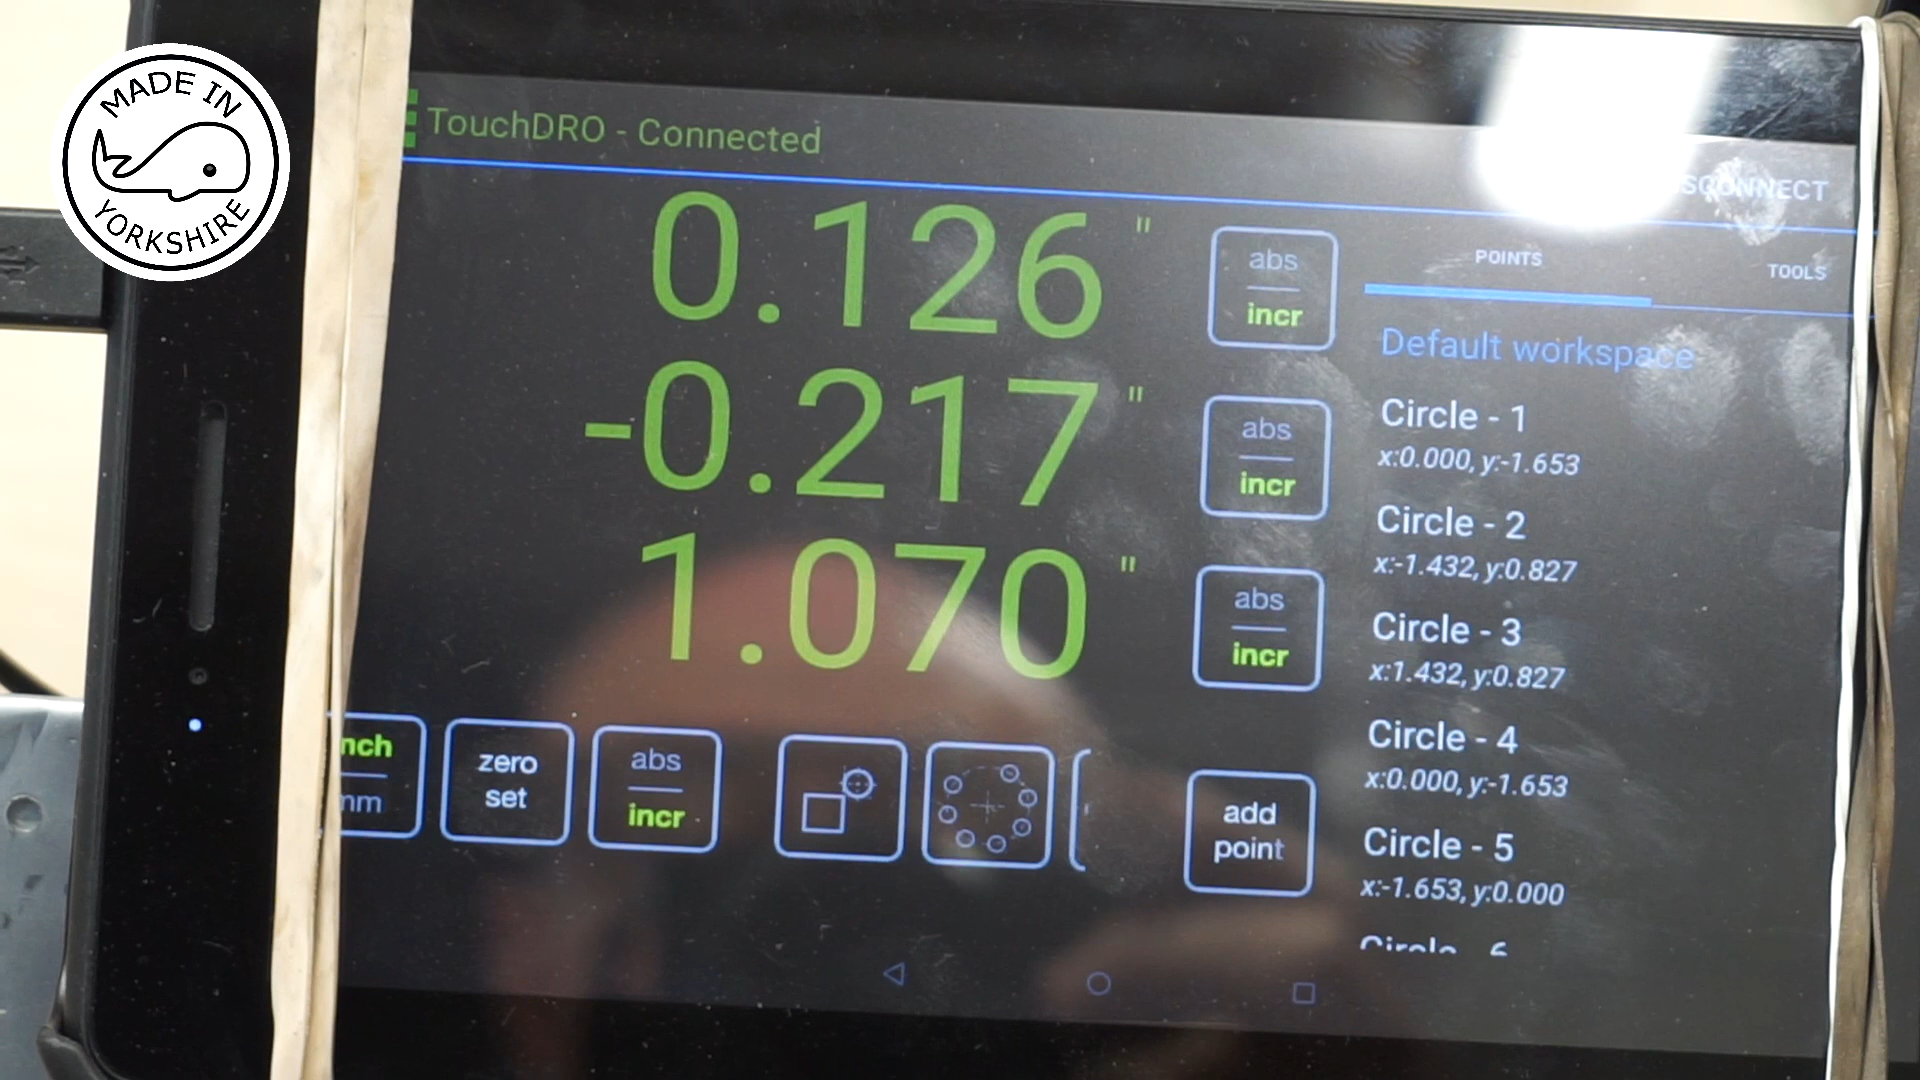 MADE IN
YORKSHIRE
TouchDRO - Connected
0.126 "
abs
incr
POINTS
TOOLS
Default workspace
-0.217 "
abs
incr
Circle - 1
x:0.000, y:-1.653
Circle - 2
x:-1.432, y:0.827
1.070 "
abs
incr
Circle - 3
x:1.432, y:0.827
Circle - 4
x:0.000, y:-1.653
Circle - 5
x:-1.653, y:0.000
mm
zero
set
abs
incr
add
point